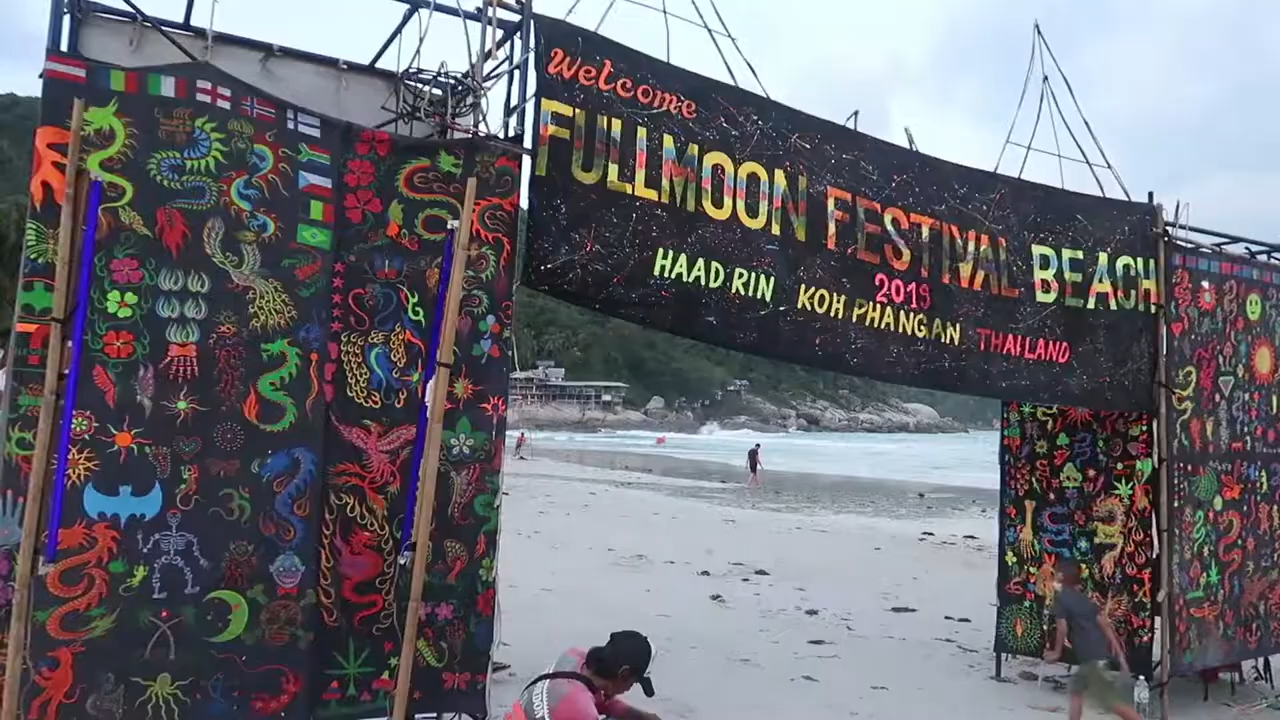 Welcome
FULLMOON FESTIVAL BEACH
2019
HAAD RIN KOH PHANGAN THAILAND